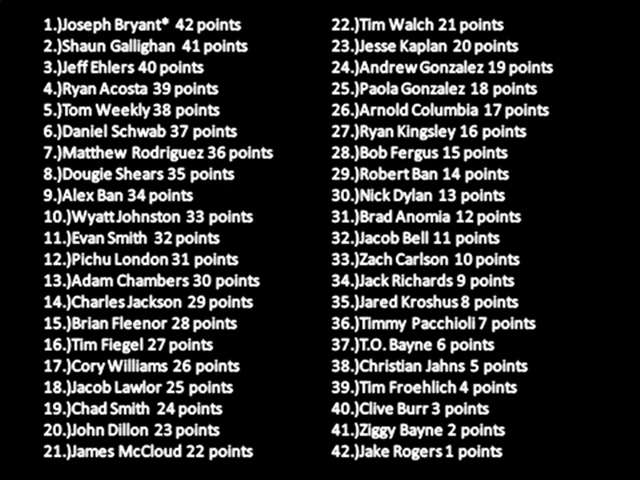 1.)Joseph Bryant* 42 points
2.)Shaun Gallighan 41 points
3.)Jeff Ehlers 40 points
4.)Ryan Acosta 39 points
5.)Tom Weekly 38 points
6.)Daniel Schwab 37 points
7.)Matthew Rodriguez 36 points
8.)Dougie Shears 35 points
9.)Alex Ban 34 points
10.)Wyatt Johnston 33 points
11.)Evan Smith 32 points
12.)Pichu London 31 points
13.)Adam Chambers 30 points
14.)Charles Jackson 29 points
15.)Brian Fleenor 28 points
16.)Tim Fiegel 27 points
17.)Cory Williams 26 points
18.)Jacob Lawlor 25 points
19.)Chad Smith 24 points
20.)John Dillon 23 points
21.)James McCloud 22 points
22.)Tim Walch 21 points
23.)Jesse Kaplan 20 points
24.)Andrew Gonzalez 19 points
25.)Paola Gonzalez 18 points
26.)Arnold Columbia 17 points
27.)Ryan Kingsley 16 points
28.)Bob Fergus 15 points
29.)Robert Ban 14 points
30.)Nick Dylan 13 points
31.)Brad Anomia 12 points
32.)Jacob Bell 11 points
33.)Zach Carlson 10 points
34.)Jack Richards 9 points
35.)Jared Kroshus 8 points
36.)Timmy Pacchioli 7 points
37.)T.O. Bayne 6 points
38.)Christian Jahns 5 points
39.)Tim Froehlich 4 points
40.)Clive Burr 3 points
41.)Ziggy Bayne 2 points
42.)Jake Rogers 1 points